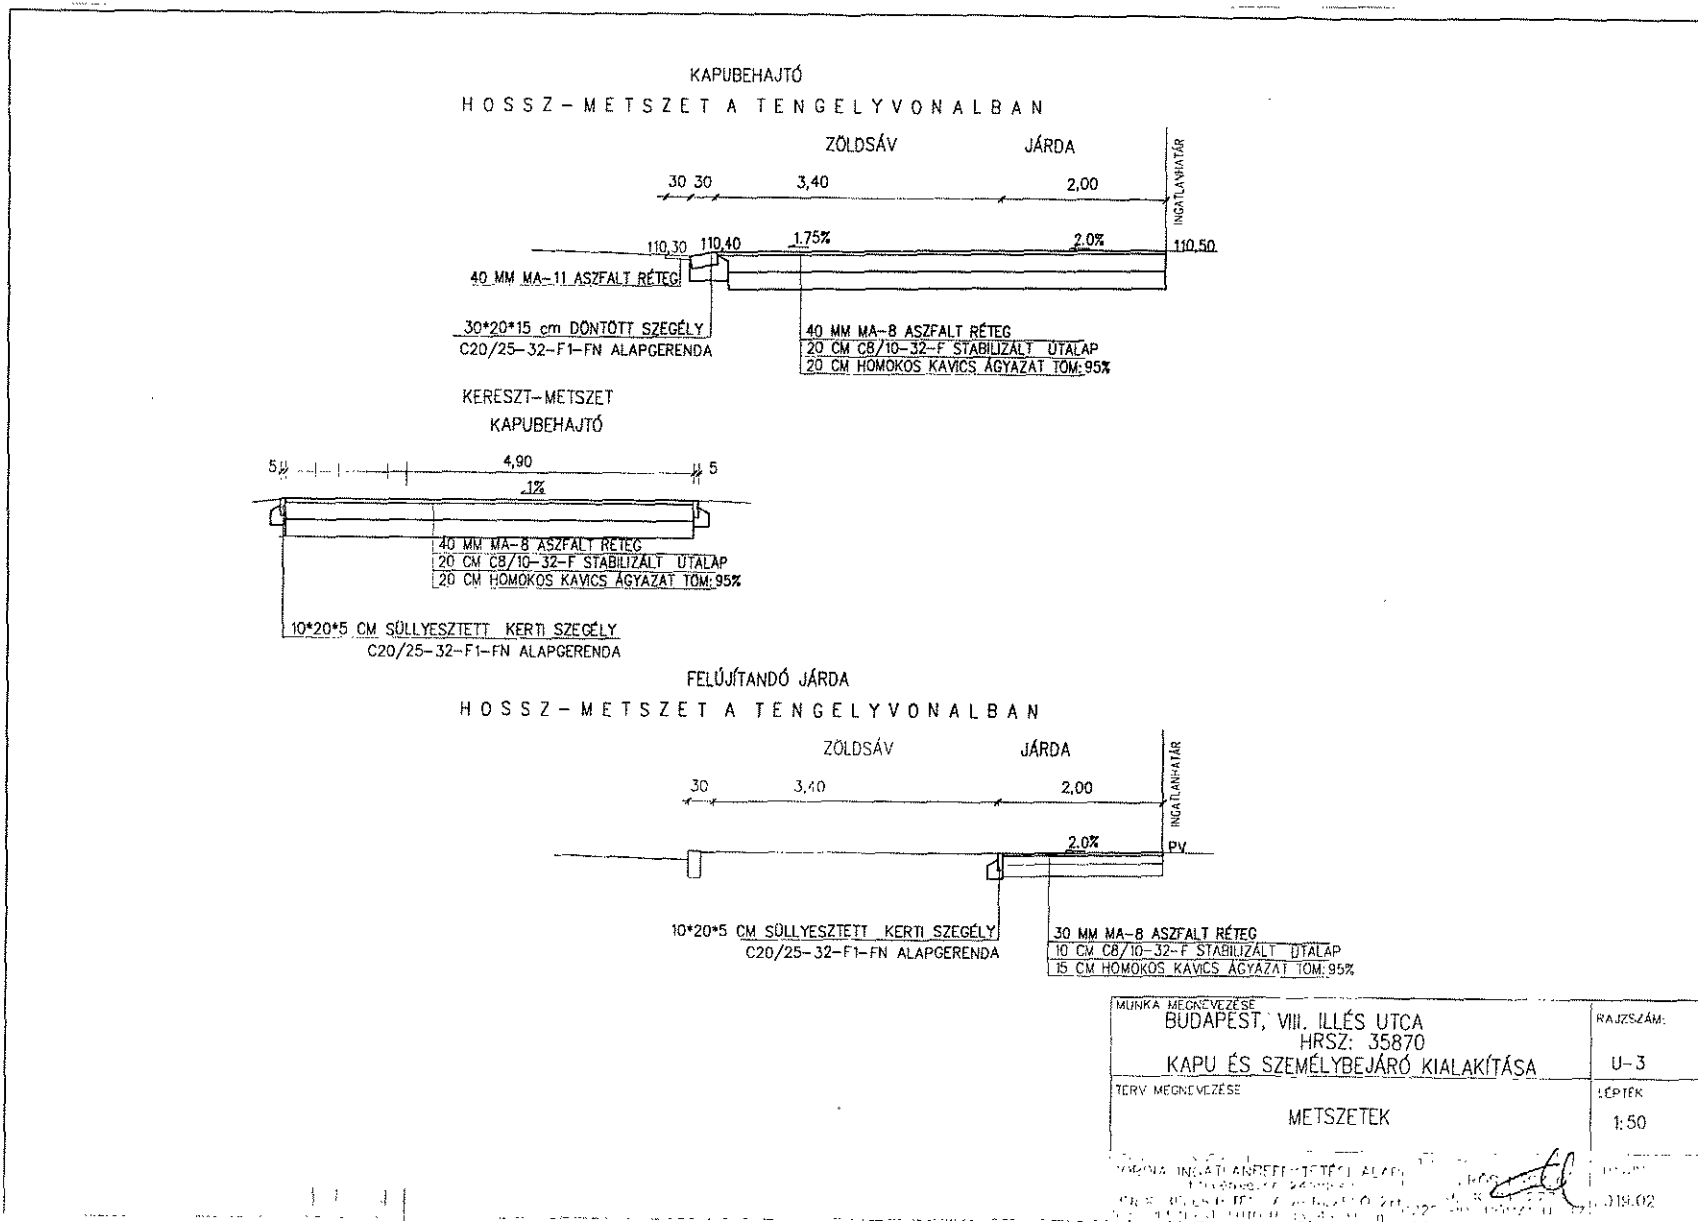 KAPUBEHAJTÓ
HOSSZ-METSZET A TENGELYVONALBAN
ZÖLDSÁV JÁRDA
INGATLANHATÁR
30 30 3,40 2,00
110,30 110,40 1.75% 2.0% 110,50
40 MM MA-11 ASZFALT RÉTEG
30*20*15 cm DÖNTÖTT SZEGÉLY
C20/25-32-F1-FN ALAPGERENDA
40 MM MA-8 ASZFALT RÉTEG
20 CM C8/10-32-F STABILIZÁLT ÚTALAP
20 CM HOMOKOS KAVICS ÁGYAZAT TÖM:95%
KERESZT-METSZET
KAPUBEHAJTÓ
5 4,90 5
1%
40 MM MA-8 ASZFALT RÉTEG
20 CM C8/10-32-F STABILIZÁLT ÚTALAP
20 CM HOMOKOS KAVICS ÁGYAZAT TÖM:95%
10*20*5 CM SÜLLYESZTETT KERTI SZEGÉLY
C20/25-32-F1-FN ALAPGERENDA
FELÚJÍTANDÓ JÁRDA
HOSSZ-METSZET A TENGELYVONALBAN
ZÖLDSÁV JÁRDA
INGATLANHATÁR
30 3,40 2,00
2.0% PV
10*20*5 CM SÜLLYESZTETT KERTI SZEGÉLY
C20/25-32-F1-FN ALAPGERENDA
30 MM MA-8 ASZFALT RÉTEG
10 CM C8/10-32-F STABILIZÁLT ÚTALAP
15 CM HOMOKOS KAVICS ÁGYAZAT TÖM:95%
MUNKA MEGNEVEZÉSE
BUDAPEST, VIII. ILLÉS UTCA
HRSZ: 35870
KAPU ÉS SZEMÉLYBEJÁRÓ KIALAKÍTÁSA
RAJZSZÁM:
U-3
TERV MEGNEVEZÉSE
METSZETEK
LÉPTÉK
1:50